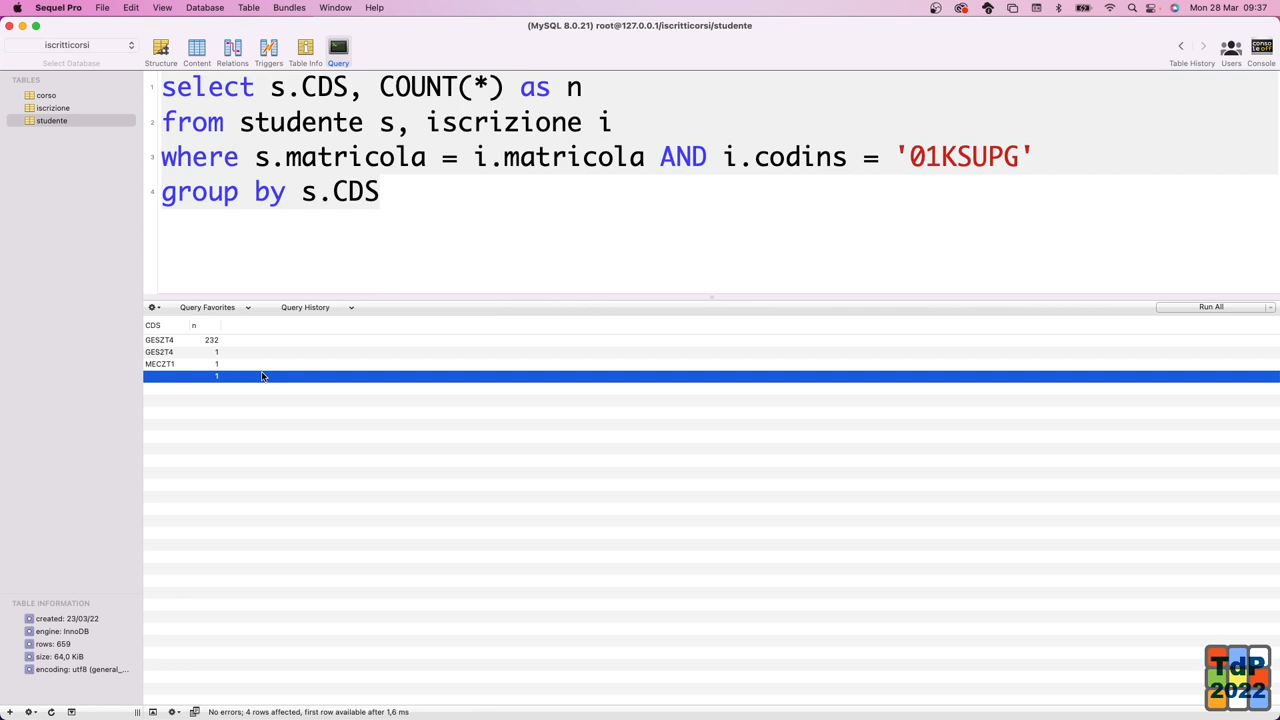 Sequel Pro File Edit View Database Table Bundles Window Help
Mon 28 Mar 09:37
(MySQL 8.0.21) root@127.0.0.1/iscritticorsi/studente
iscritticorsi
Select Database
Structure Content Relations Triggers Table Info Query
Table History Users Console
conso
le off
TABLES
corso
iscrizione
studente
1 select s.CDS, COUNT(*) as n
2 from studente s, iscrizione i
3 where s.matricola = i.matricola AND i.codins = '01KSUPG'
4 group by s.CDS
Query Favorites Query History Run All
CDS n
GESZT4 232
GES2T4 1
MECZT1 1
1
TABLE INFORMATION
created: 23/03/22
engine: InnoDB
rows: 659
size: 64,0 KiB
encoding: utf8 (general_...
No errors; 4 rows affected, first row available after 1,6 ms
TdP
2022